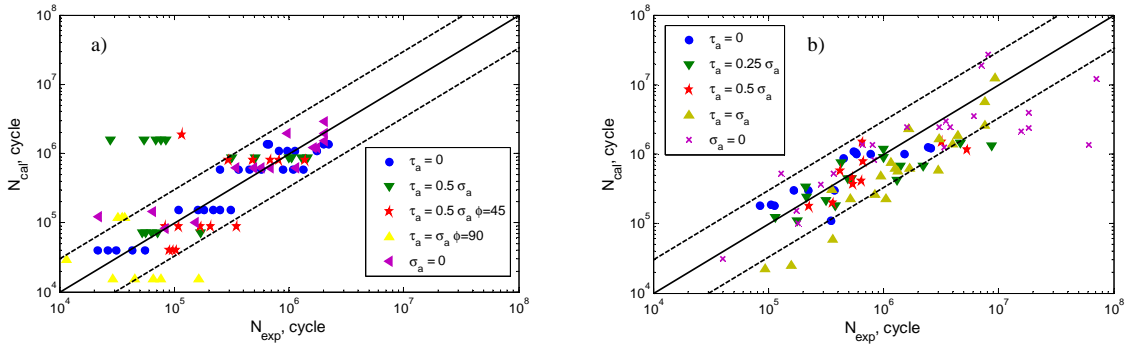 a)
N_cal, cycle
10^8
10^7
10^6
10^5
10^4
τ_a = 0
τ_a = 0.5 σ_a
τ_a = 0.5 σ_a ϕ=45
τ_a = σ_a ϕ=90
σ_a = 0
10^4 10^5 10^6 10^7 10^8
N_exp, cycle
b)
N_cal, cycle
10^8
10^7
10^6
10^5
10^4
τ_a = 0
τ_a = 0.25 σ_a
τ_a = 0.5 σ_a
τ_a = σ_a
σ_a = 0
10^4 10^5 10^6 10^7 10^8
N_exp, cycle